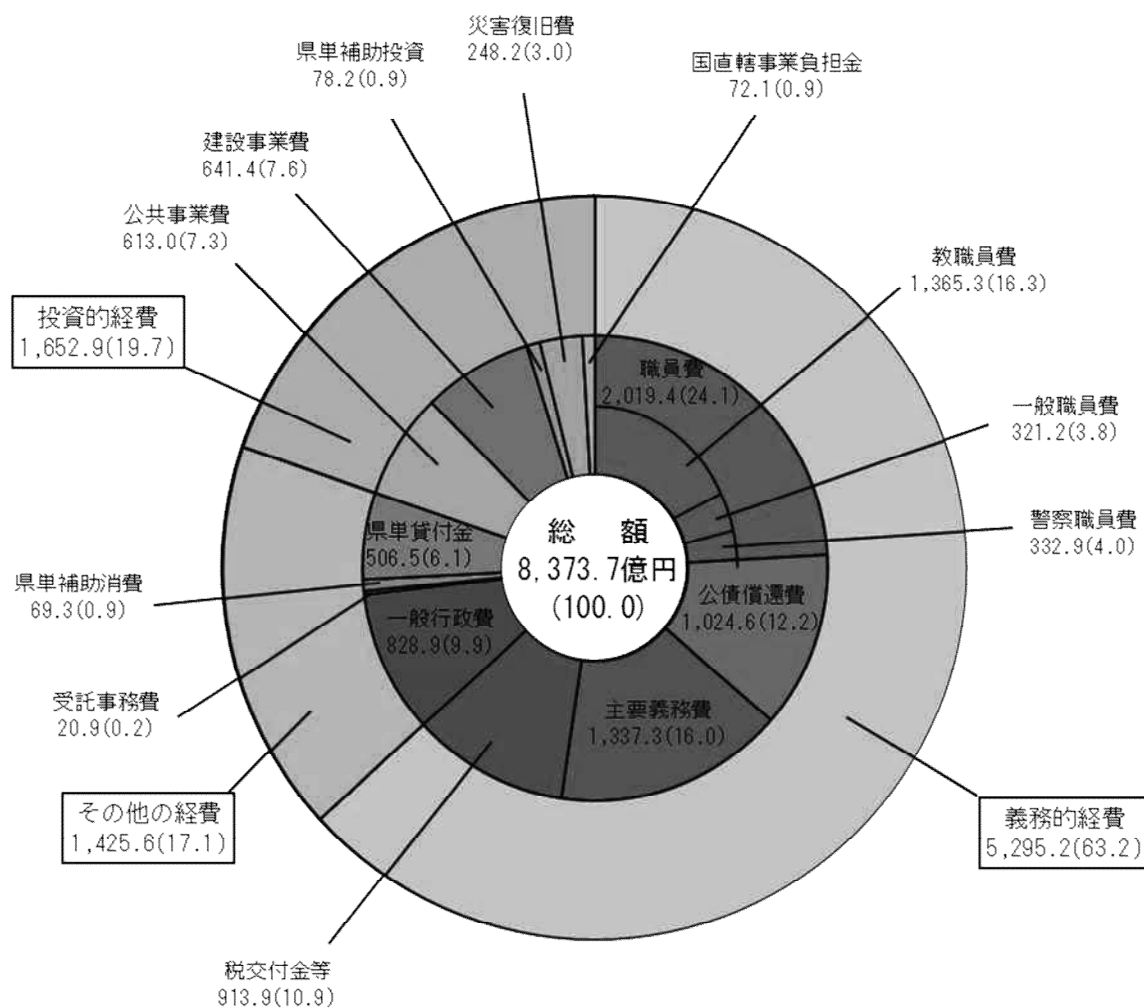 災害復旧費
248.2(3.0)
県単補助投資
78.2(0.9)
国直轄事業負担金
72.1(0.9)
建設事業費
641.4(7.6)
公共事業費
613.0(7.3)
教職員費
1,365.3(16.3)
投資的経費
1,652.9(19.7)
職員費
2,019.4(24.1)
一般職員費
321.2(3.8)
警察職員費
332.9(4.0)
県単貸付金
506.5(6.1)
総 額
8,373.7億円
(100.0)
県単補助消費
69.3(0.9)
公債償還費
1,024.6(12.2)
一般行政費
828.9(9.9)
受託事務費
20.9(0.2)
主要義務費
1,337.3(16.0)
その他の経費
1,425.6(17.1)
義務的経費
5,295.2(63.2)
税交付金等
913.9(10.9)